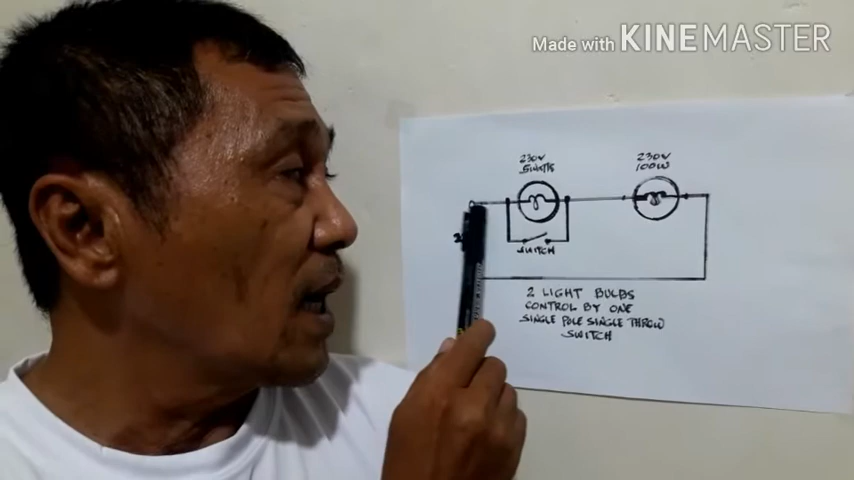 Made with KINEMASTER
230V
5WATTS
230V
100W
SWITCH
2 LIGHT BULBS
CONTROL BY ONE
SINGLE POLE SINGLE THROW
SWITCH